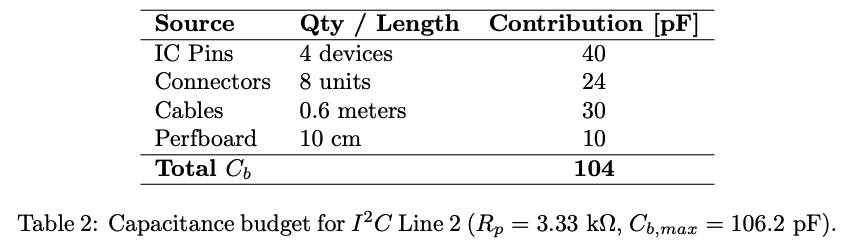 Source Qty / Length Contribution [pF]
IC Pins 4 devices 40
Connectors 8 units 24
Cables 0.6 meters 30
Perfboard 10 cm 10
Total C_b 104
Table 2: Capacitance budget for I²C Line 2 (R_p = 3.33 kΩ, C_{b,max} = 106.2 pF).